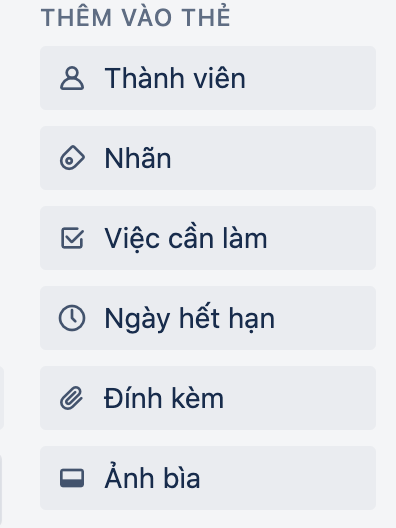 THÊM VÀO THẺ
Thành viên
Nhãn
Việc cần làm
Ngày hết hạn
Đính kèm
Ảnh bìa